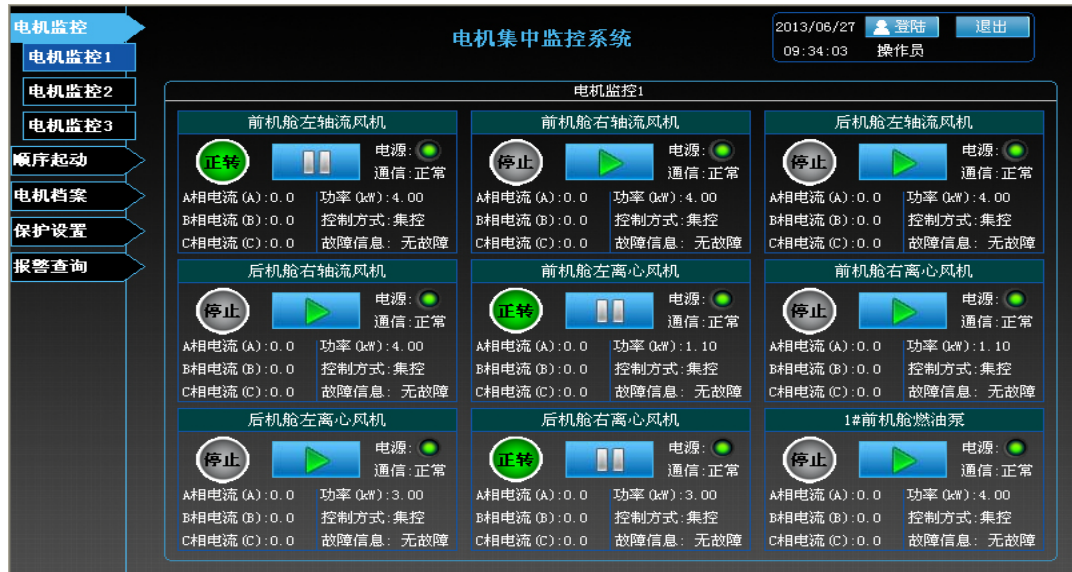 电机监控
电机集中监控系统
2013/06/27 登陆 退出
09:34:03 操作员
电机监控1
电机监控2
电机监控3
顺序起动
电机档案
保护设置
报警查询
电机监控1
前机舱左轴流风机
正转
电源:
通信:正常
A相电流(A):0.0 功率(kW):4.00
B相电流(B):0.0 控制方式:集控
C相电流(C):0.0 故障信息: 无故障
前机舱右轴流风机
停止
电源:
通信:正常
A相电流(A):0.0 功率(kW):4.00
B相电流(B):0.0 控制方式:集控
C相电流(C):0.0 故障信息: 无故障
后机舱左轴流风机
停止
电源:
通信:正常
A相电流(A):0.0 功率(kW):4.00
B相电流(B):0.0 控制方式:集控
C相电流(C):0.0 故障信息: 无故障
后机舱右轴流风机
停止
电源:
通信:正常
A相电流(A):0.0 功率(kW):4.00
B相电流(B):0.0 控制方式:集控
C相电流(C):0.0 故障信息: 无故障
前机舱左离心风机
正转
电源:
通信:正常
A相电流(A):0.0 功率(kW):1.10
B相电流(B):0.0 控制方式:集控
C相电流(C):0.0 故障信息: 无故障
前机舱右离心风机
停止
电源:
通信:正常
A相电流(A):0.0 功率(kW):1.10
B相电流(B):0.0 控制方式:集控
C相电流(C):0.0 故障信息: 无故障
后机舱左离心风机
停止
电源:
通信:正常
A相电流(A):0.0 功率(kW):3.00
B相电流(B):0.0 控制方式:集控
C相电流(C):0.0 故障信息: 无故障
后机舱右离心风机
正转
电源:
通信:正常
A相电流(A):0.0 功率(kW):3.00
B相电流(B):0.0 控制方式:集控
C相电流(C):0.0 故障信息: 无故障
1#前机舱燃油泵
停止
电源:
通信:正常
A相电流(A):0.0 功率(kW):4.00
B相电流(B):0.0 控制方式:集控
C相电流(C):0.0 故障信息: 无故障